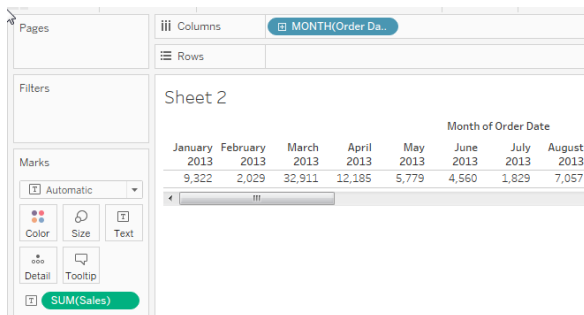 Pages
Columns
MONTH(Order Da..
Rows
Filters
Sheet 2
Month of Order Date
January February March April May June July August
2013 2013 2013 2013 2013 2013 2013 2013
9,322 2,029 32,911 12,185 5,779 4,560 1,829 7,057
Marks
T Automatic
T
Color Size Text
Detail Tooltip
T SUM(Sales)